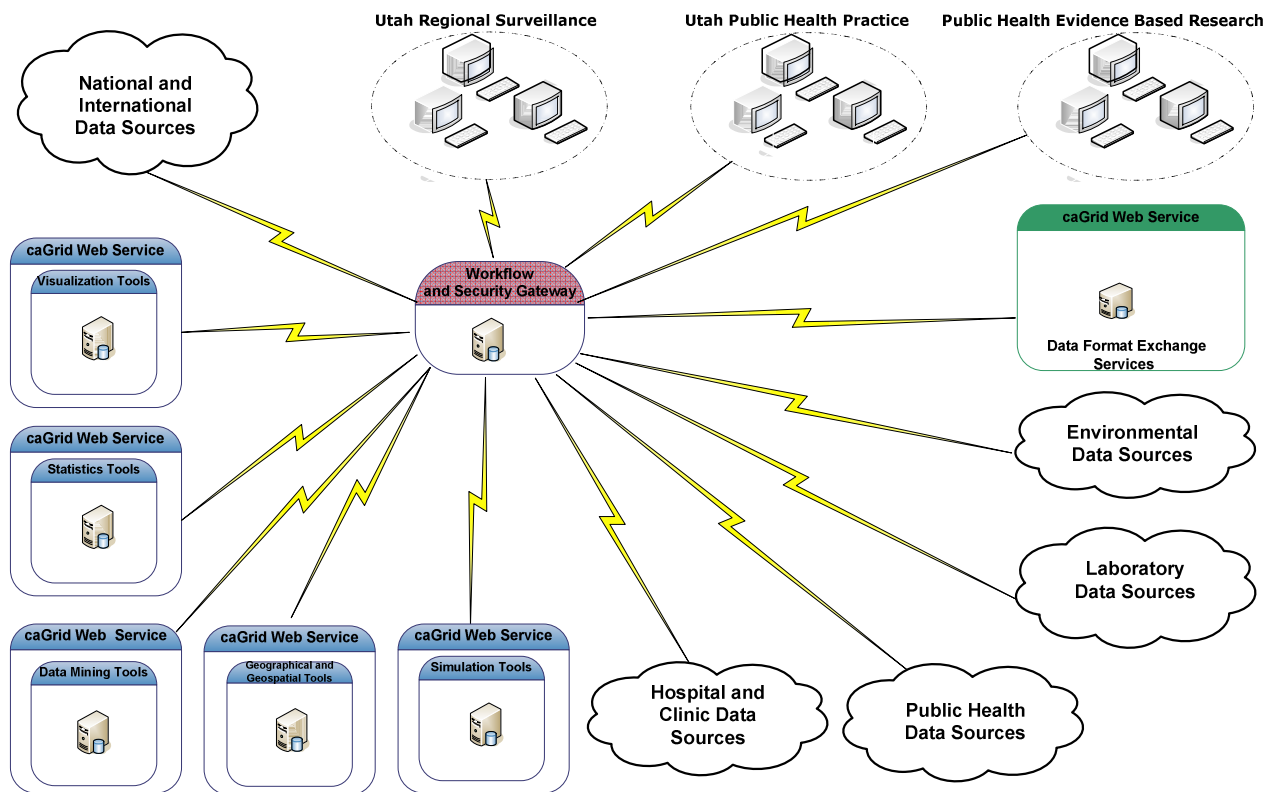 Utah Regional Surveillance
Utah Public Health Practice
Public Health Evidence Based Research
National and
International
Data Sources
caGrid Web Service
caGrid Web Service
Visualization Tools
Workflow
and Security Gateway
Data Format Exchange
Services
caGrid Web Service
Statistics Tools
Environmental
Data Sources
Laboratory
Data Sources
caGrid Web  Service
Data Mining Tools
caGrid Web Service
Geographical and
Geospatial Tools
caGrid Web Service
Simulation Tools
Hospital and
Clinic Data
Sources
Public Health
Data Sources